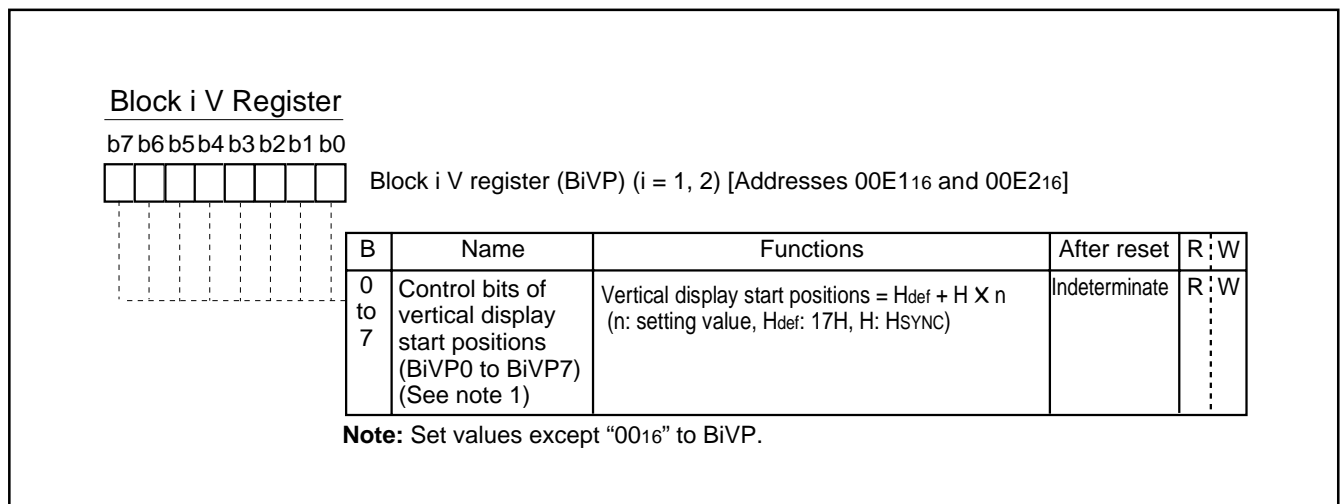 Block i V Register
b7 b6 b5 b4 b3 b2 b1 b0
Block i V register (BiVP) (i = 1, 2) [Addresses 00E116 and 00E216]
B Name Functions After reset R W
0 to 7
Control bits of
vertical display
start positions
(BiVP0 to BiVP7)
(See note 1)
Vertical display start positions = Hdef + H X n
(n: setting value, Hdef: 17H, H: HSYNC)
Indeterminate R W
Note: Set values except “0016” to BiVP.